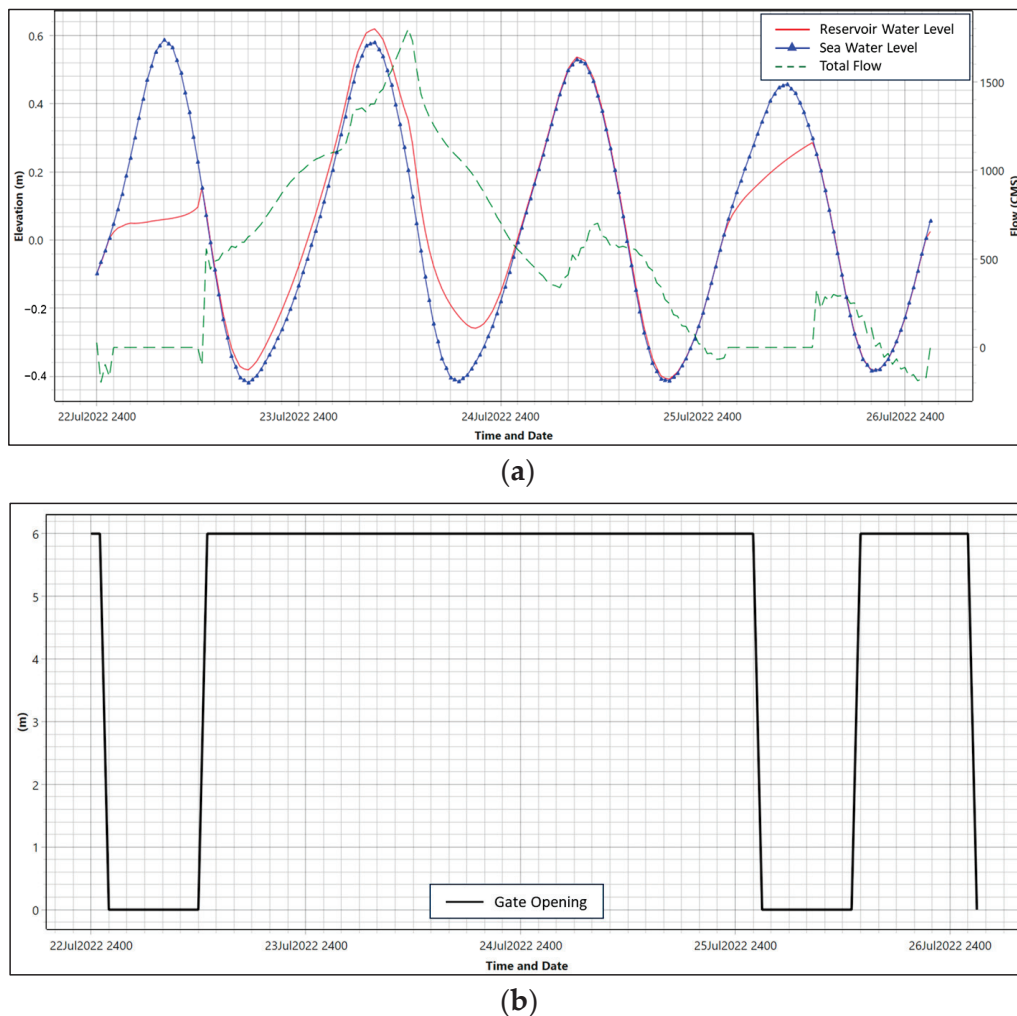 Reservoir Water Level
Sea Water Level
Total Flow
Elevation (m)
0.6
0.4
0.2
0.0
−0.2
−0.4
1500
1000
500
0
Flow (CMS)
22Jul2022 2400
23Jul2022 2400
24Jul2022 2400
25Jul2022 2400
26Jul2022 2400
Time and Date
(a)
(m)
6
5
4
3
2
1
0
Gate Opening
22Jul2022 2400
23Jul2022 2400
24Jul2022 2400
25Jul2022 2400
26Jul2022 2400
Time and Date
(b)